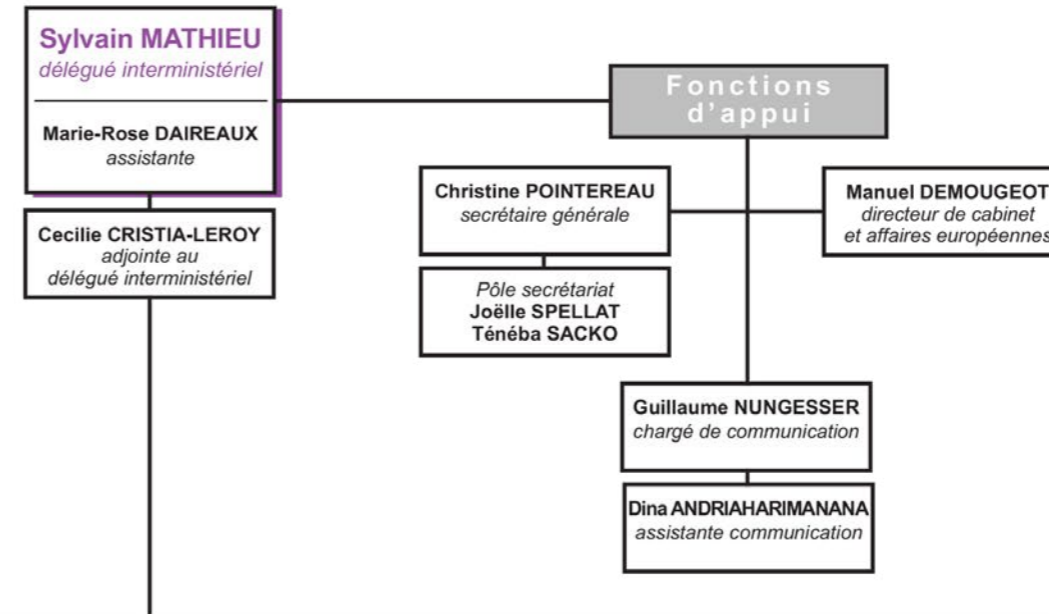 Sylvain MATHIEU
délégué interministériel
Marie-Rose DAIREAUX
assistante
Cecilie CRISTIA-LEROY
adjointe au
délégué interministériel
Fonctions
d'appui
Christine POINTEREAU
secrétaire générale
Pôle secrétariat
Joëlle SPELLAT
Ténéba SACKO
Manuel DEMOUGEOT
directeur de cabinet
et affaires européennes
Guillaume NUNGESSER
chargé de communication
Dina ANDRIAHARIMANANA
assistante communication